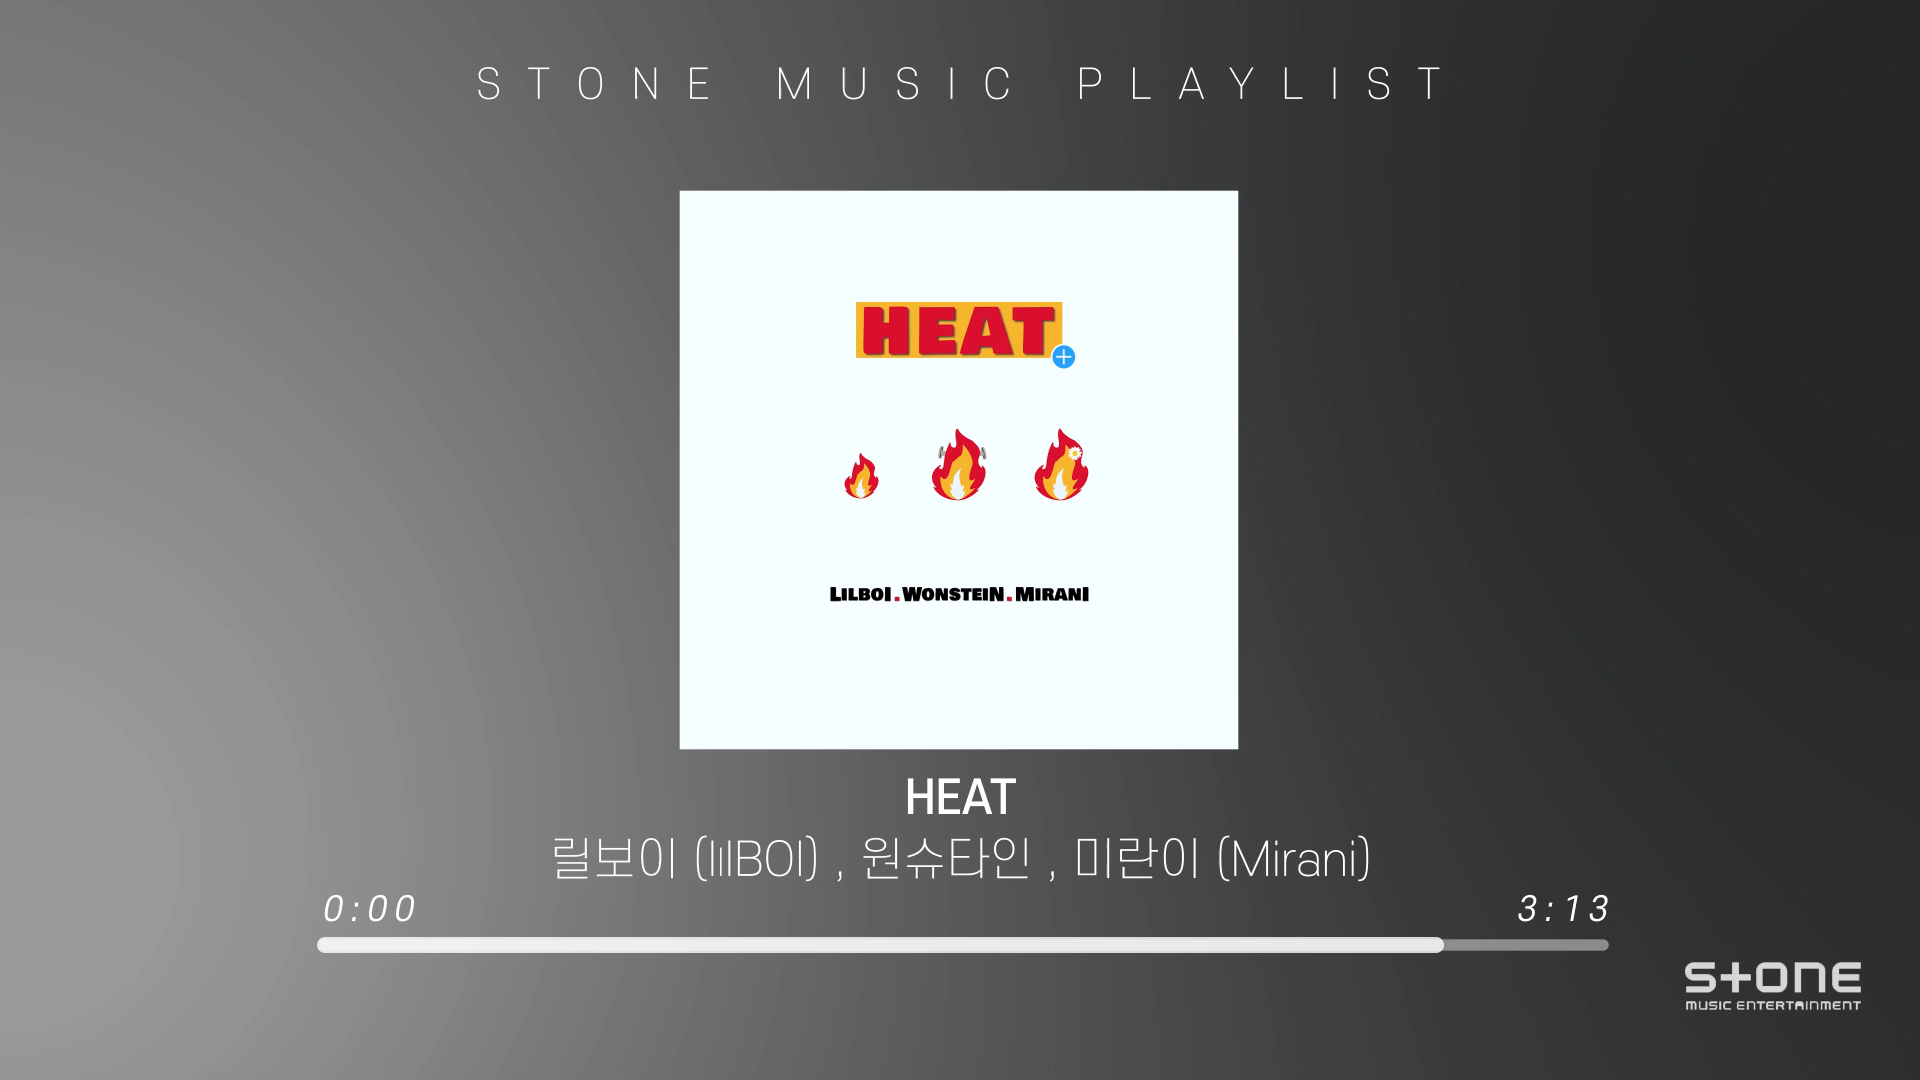 STONE MUSIC PLAYLIST
HEAT
LILBOI.WONSTEIN.MIRANI
HEAT
릴보이 (lilBOI) , 원슈타인 , 미란이 (Mirani)
0:00
3:13
STONE
MUSIC ENTERTAINMENT